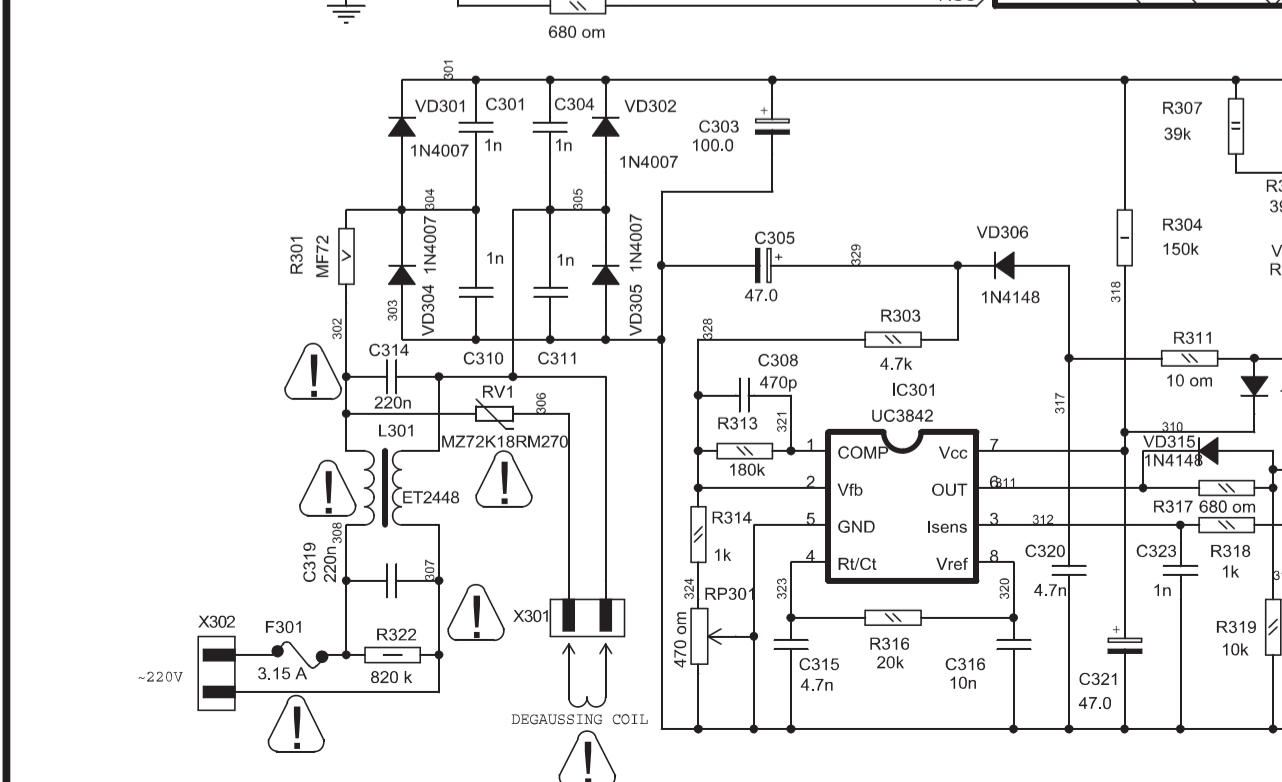 680 om
301
VD301
C301
C304
VD302
1n
1n
1N4007
1N4007
C303
+
100.0
R307
39k
304
305
R301
MF72
V
1N4007
VD304
303
1n
1n
1N4007
VD305
C305
+
47.0
329
VD306
1N4148
R304
150k
318
302
C314
220n
C310
C311
328
R303
4.7k
R311
10 om
RV1
306
MZ72K18RM270
C308
470p
R313
321
180k
IC301
UC3842
317
310
VD315
1N4148
L301
ET2448
1
COMP
Vcc
7
2
Vfb
OUT
6
311
R317
680 om
5
GND
Isens
3
312
4
Rt/Ct
Vref
8
R314
1k
C320
4.7n
C323
1n
R318
1k
308
C319
220n
307
324
RP301
470 om
323
320
R316
20k
C315
4.7n
C316
10n
R319
10k
C321
+
47.0
X302
F301
3.15 A
R322
820 k
X301
~220V
DEGAUSSING COIL
!
!
!
!
!
!